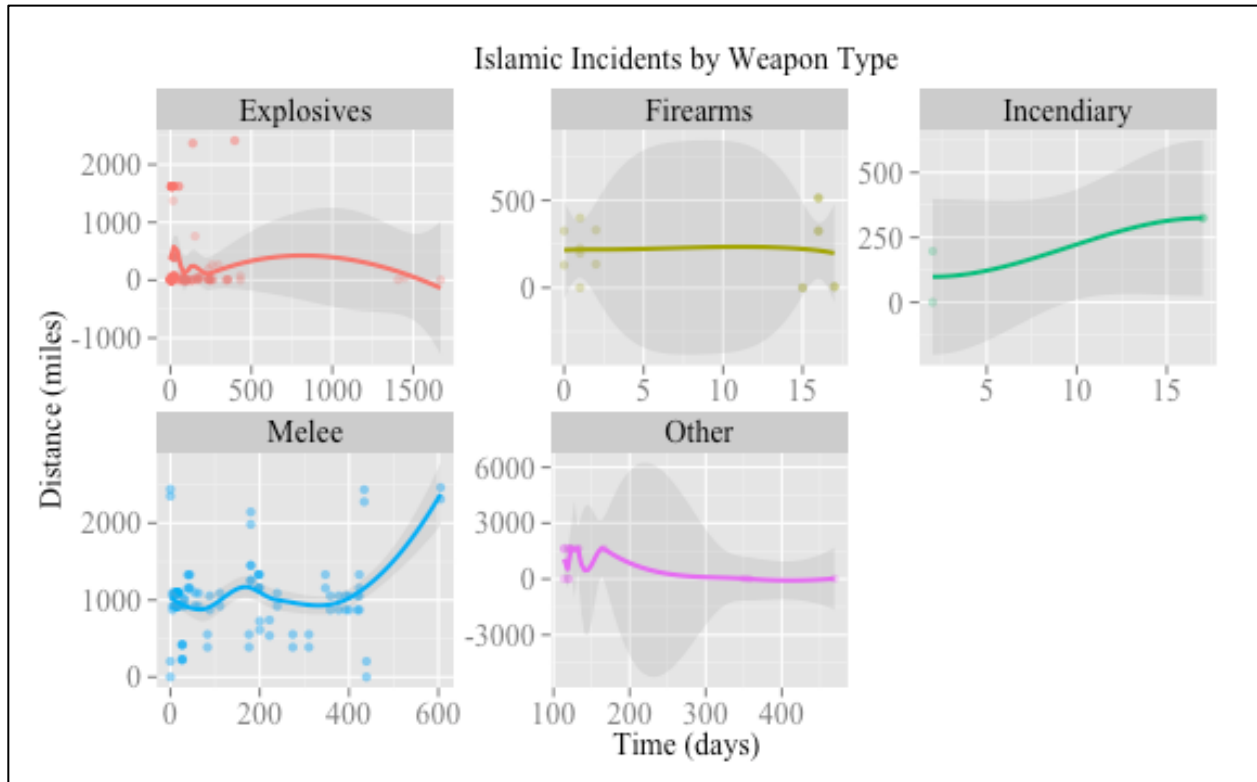 Islamic Incidents by Weapon Type
Explosives Firearms Incendiary
2000
1000
0
-1000
0 500 1000 1500
500
0
0 5 10 15
500
250
0
5 10 15
Distance (miles)
Melee Other
2000
1000
0
0 200 400 600
6000
3000
0
-3000
100 200 300 400
Time (days)